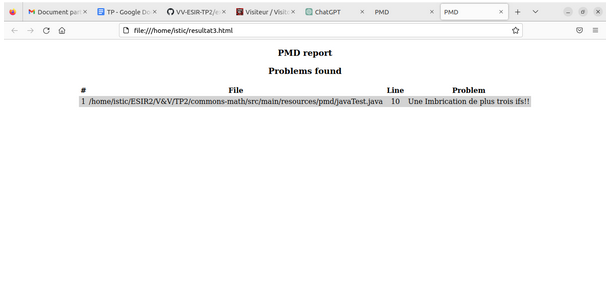 Document par
TP - Google Do
VV-ESIR-TP2/e
Visiteur / Visite
ChatGPT
PMD
PMD
file:///home/istic/resultat3.html
PMD report
Problems found
# File Line Problem
1 /home/istic/ESIR2/V&V/TP2/commons-math/src/main/resources/pmd/javaTest.java 10 Une Imbrication de plus trois ifs!!